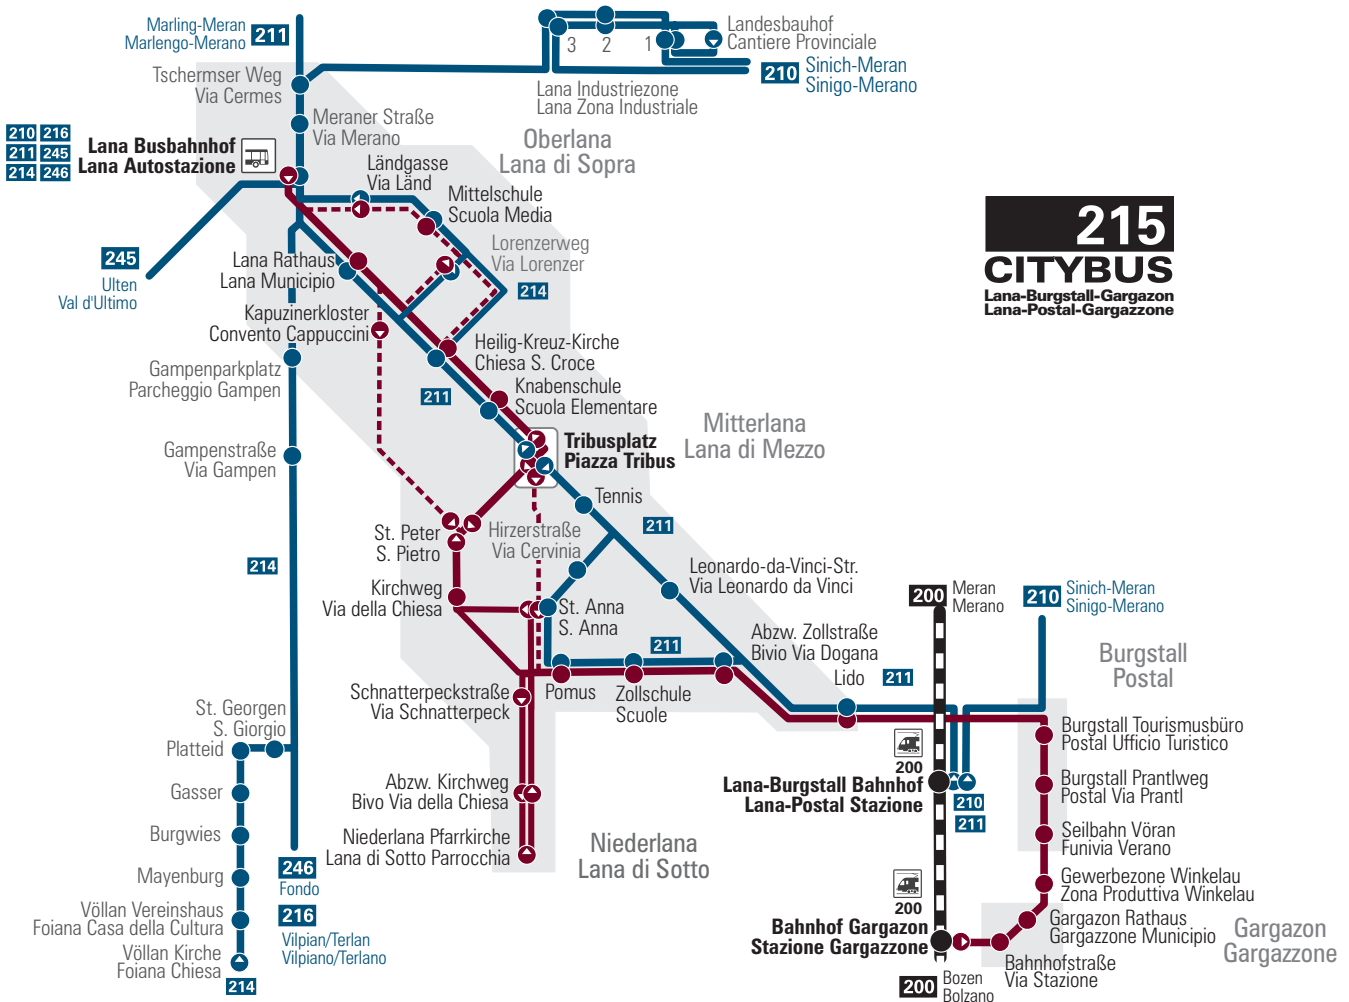 Marling-Meran
Marlengo-Merano
211
Tschermser Weg
Via Cermes
Meraner Straße
Via Merano
3
2
1
Landesbauhof
Cantiere Provinciale
210
Sinich-Meran
Sinigo-Merano
Lana Industriezone
Lana Zona Industriale
Oberlana
Lana di Sopra
210 216
211 245
214 246
Lana Busbahnhof
Lana Autostazione
Ländgasse
Via Länd
Mittelschule
Scuola Media
Lorenzerweg
Via Lorenzer
214
215
CITYBUS
Lana-Burgstall-Gargazon
Lana-Postal-Gargazzone
245
Ulten
Val d'Ultimo
Lana Rathaus
Lana Municipio
Kapuzinerkloster
Convento Cappuccini
Heilig-Kreuz-Kirche
Chiesa S. Croce
Knabenschule
Scuola Elementare
211
Gampenparkplatz
Parcheggio Gampen
Gampenstraße
Via Gampen
Mitterlana
Lana di Mezzo
Tribusplatz
Piazza Tribus
Tennis
211
Hirzerstraße
Via Cervinia
St. Peter
S. Pietro
214
Kirchweg
Via della Chiesa
St. Anna
S. Anna
Leonardo-da-Vinci-Str.
Via Leonardo da Vinci
211
Abzw. Zollstraße
Bivio Via Dogana
Lido
211
200
Meran
Merano
210
Sinich-Meran
Sinigo-Merano
Burgstall
Postal
Schnatterpeckstraße
Via Schnatterpeck
Pomus
Zollschule
Scuole
St. Georgen
S. Giorgio
Platteid
Gasser
Burgwies
Mayenburg
Völlan Vereinshaus
Foiana Casa della Cultura
Völlan Kirche
Foiana Chiesa
214
246
Fondo
216
Vilpian/Terlan
Vilpiano/Terlano
Abzw. Kirchweg
Bivo Via della Chiesa
Niederlana Pfarrkirche
Lana di Sotto Parrocchia
Niederlana
Lana di Sotto
200
Lana-Burgstall Bahnhof
Lana-Postal Stazione
210
211
Burgstall Tourismusbüro
Postal Ufficio Turistico
Burgstall Prantlweg
Postal Via Prantl
Seilbahn Vöran
Funivia Verano
Gewerbezone Winkelau
Zona Produttiva Winkelau
Gargazon Rathaus
Gargazzone Municipio
Gargazon
Gargazzone
200
Bahnhof Gargazon
Stazione Gargazzone
Bahnhofstraße
Via Stazione
200
Bozen
Bolzano